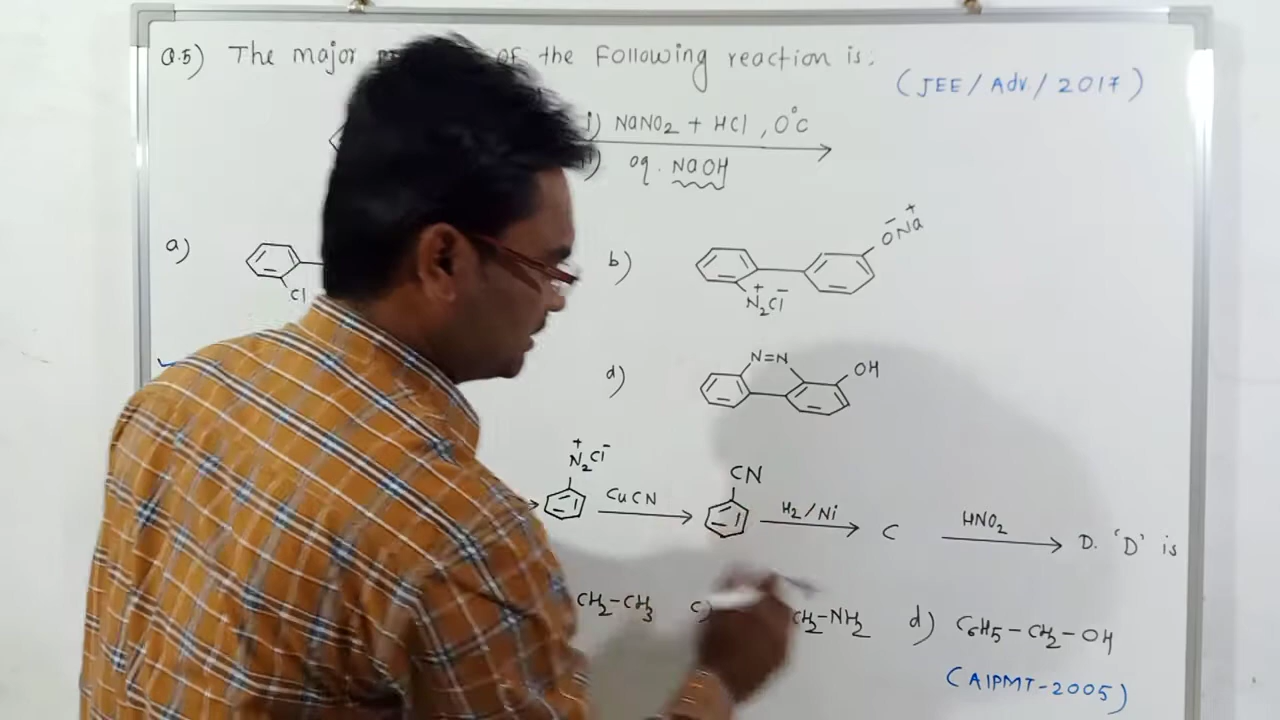 Q.5) The major of the Following reaction is:
(JEE/Adv/2017)
i) NaNO₂ + HCl, 0°C
aq. NaOH
a)
Cl
b)
O⁻Na⁺
N₂⁺Cl⁻
d)
N=N
OH
N₂⁺Cl⁻
CuCN
CN
H₂/Ni
C
HNO₂
D. 'D' is
CH₂-CH₃ c) CH₂-NH₂ d) C₆H₅-CH₂-OH
(AIPMT-2005)